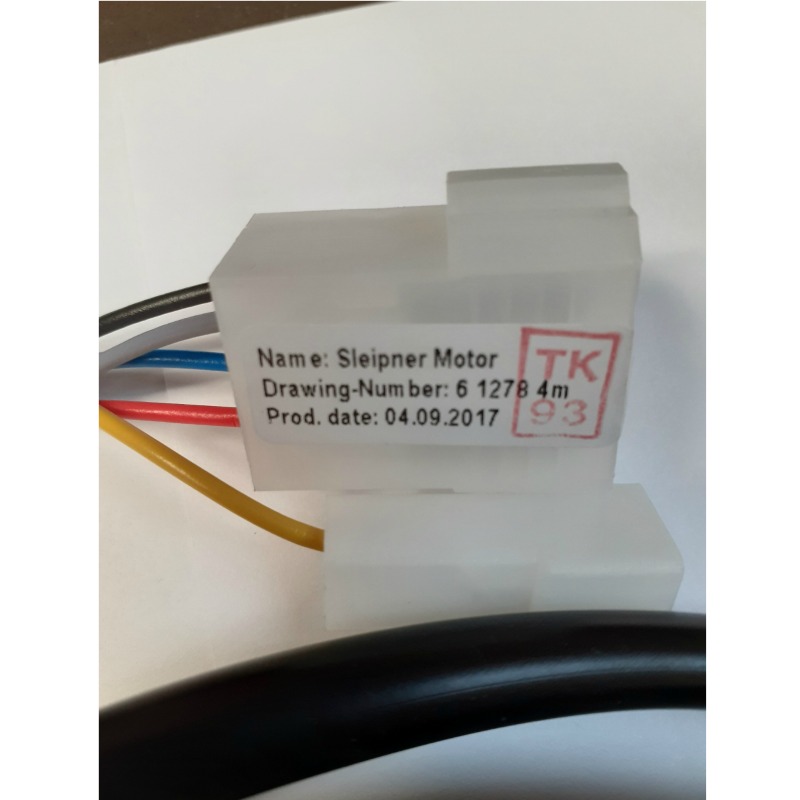 Name: Sleipner Motor
Drawing-Number: 6 1278 4m
Prod. date: 04.09.2017
TK
93